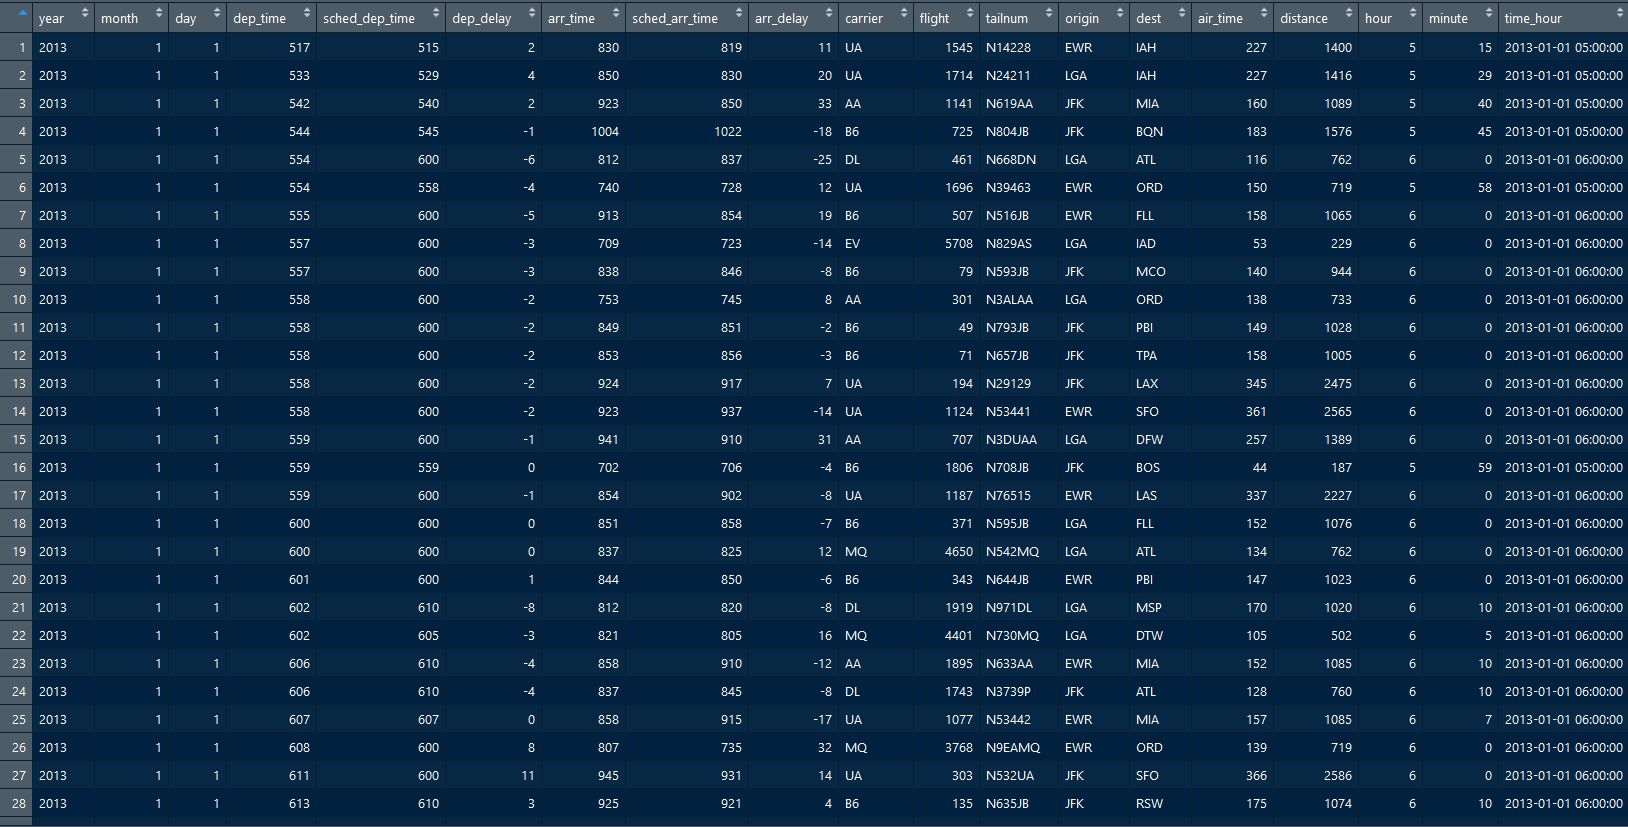 year month day dep_time sched_dep_time dep_delay arr_time sched_arr_time arr_delay carrier flight tailnum origin dest air_time distance hour minute time_hour
1 2013 1 1 517 515 2 830 819 11 UA 1545 N14228 EWR IAH 227 1400 5 15 2013-01-01 05:00:00
2 2013 1 1 533 529 4 850 830 20 UA 1714 N24211 LGA IAH 227 1416 5 29 2013-01-01 05:00:00
3 2013 1 1 542 540 2 923 850 33 AA 1141 N619AA JFK MIA 160 1089 5 40 2013-01-01 05:00:00
4 2013 1 1 544 545 -1 1004 1022 -18 B6 725 N804JB JFK BQN 183 1576 5 45 2013-01-01 05:00:00
5 2013 1 1 554 600 -6 812 837 -25 DL 461 N668DN LGA ATL 116 762 6 0 2013-01-01 06:00:00
6 2013 1 1 554 558 -4 740 728 12 UA 1696 N39463 EWR ORD 150 719 5 58 2013-01-01 05:00:00
7 2013 1 1 555 600 -5 913 854 19 B6 507 N516JB EWR FLL 158 1065 6 0 2013-01-01 06:00:00
8 2013 1 1 557 600 -3 709 723 -14 EV 5708 N829AS LGA IAD 53 229 6 0 2013-01-01 06:00:00
9 2013 1 1 557 600 -3 838 846 -8 B6 79 N593JB JFK MCO 140 944 6 0 2013-01-01 06:00:00
10 2013 1 1 558 600 -2 753 745 8 AA 301 N3ALAA LGA ORD 138 733 6 0 2013-01-01 06:00:00
11 2013 1 1 558 600 -2 849 851 -2 B6 49 N793JB JFK PBI 149 1028 6 0 2013-01-01 06:00:00
12 2013 1 1 558 600 -2 853 856 -3 B6 71 N657JB JFK TPA 158 1005 6 0 2013-01-01 06:00:00
13 2013 1 1 558 600 -2 924 917 7 UA 194 N29129 JFK LAX 345 2475 6 0 2013-01-01 06:00:00
14 2013 1 1 558 600 -2 923 937 -14 UA 1124 N53441 EWR SFO 361 2565 6 0 2013-01-01 06:00:00
15 2013 1 1 559 600 -1 941 910 31 AA 707 N3DUAA LGA DFW 257 1389 6 0 2013-01-01 06:00:00
16 2013 1 1 559 559 0 702 706 -4 B6 1806 N708JB JFK BOS 44 187 5 59 2013-01-01 05:00:00
17 2013 1 1 559 600 -1 854 902 -8 UA 1187 N76515 EWR LAS 337 2227 6 0 2013-01-01 06:00:00
18 2013 1 1 600 600 0 851 858 -7 B6 371 N595JB LGA FLL 152 1076 6 0 2013-01-01 06:00:00
19 2013 1 1 600 600 0 837 825 12 MQ 4650 N542MQ LGA ATL 134 762 6 0 2013-01-01 06:00:00
20 2013 1 1 601 600 1 844 850 -6 B6 343 N644JB EWR PBI 147 1023 6 0 2013-01-01 06:00:00
21 2013 1 1 602 610 -8 812 820 -8 DL 1919 N971DL LGA MSP 170 1020 6 10 2013-01-01 06:00:00
22 2013 1 1 602 605 -3 821 805 16 MQ 4401 N730MQ LGA DTW 105 502 6 5 2013-01-01 06:00:00
23 2013 1 1 606 610 -4 858 910 -12 AA 1895 N633AA EWR MIA 152 1085 6 10 2013-01-01 06:00:00
24 2013 1 1 606 610 -4 837 845 -8 DL 1743 N3739P JFK ATL 128 760 6 10 2013-01-01 06:00:00
25 2013 1 1 607 607 0 858 915 -17 UA 1077 N53442 EWR MIA 157 1085 6 7 2013-01-01 06:00:00
26 2013 1 1 608 600 8 807 735 32 MQ 3768 N9EAMQ EWR ORD 139 719 6 0 2013-01-01 06:00:00
27 2013 1 1 611 600 11 945 931 14 UA 303 N532UA JFK SFO 366 2586 6 0 2013-01-01 06:00:00
28 2013 1 1 613 610 3 925 921 4 B6 135 N635JB JFK RSW 175 1074 6 10 2013-01-01 06:00:00